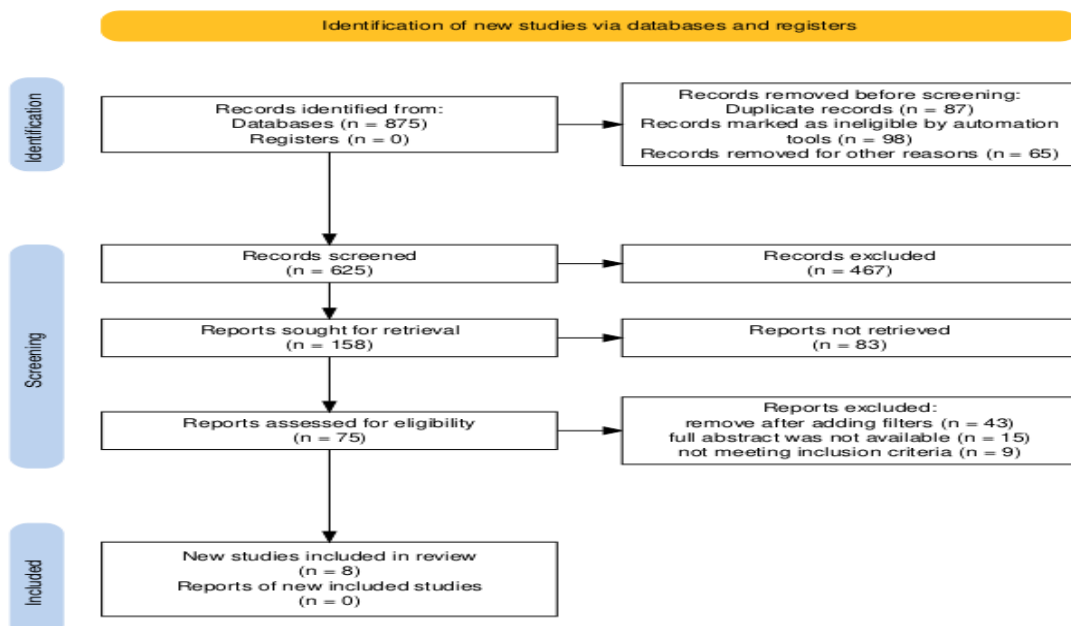 Identification of new studies via databases and registers
Identification
Records identified from:
Databases (n = 875)
Registers (n = 0)
Records removed before screening:
Duplicate records (n = 87)
Records marked as ineligible by automation
tools (n = 98)
Records removed for other reasons (n = 65)
Screening
Records screened
(n = 625)
Records excluded
(n = 467)
Reports sought for retrieval
(n = 158)
Reports not retrieved
(n = 83)
Reports assessed for eligibility
(n = 75)
Reports excluded:
remove after adding filters (n = 43)
full abstract was not available (n = 15)
not meeting inclusion criteria (n = 9)
Included
New studies included in review
(n = 8)
Reports of new included studies
(n = 0)